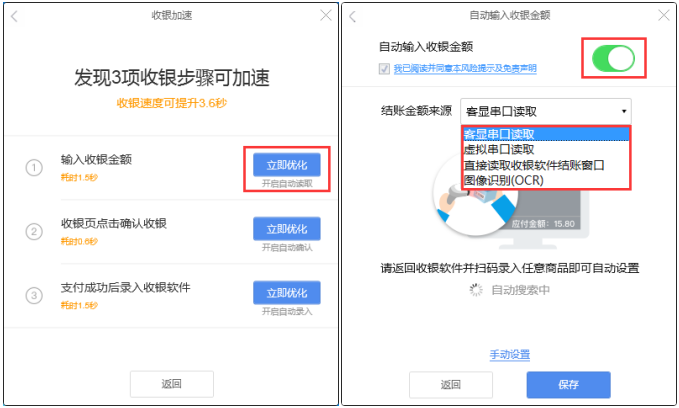 收银加速
发现3项收银步骤可加速
收银速度可提升3.6秒
1
输入收银金额
耗时1.5秒
立即优化
开启自动读取
2
收银页点击确认收银
耗时0.6秒
立即优化
开启自动确认
3
支付成功后录入收银软件
耗时1.5秒
立即优化
开启自动录入
返回
自动输入收银金额
自动输入收银金额
我已阅读并同意本风险提示及免责声明
结账金额来源
客显串口读取
客显串口读取
虚拟串口读取
直接读取收银软件结账窗口
图像识别(OCR)
应付金额：15.80
请返回收银软件并扫码录入任意商品即可自动设置
自动搜索中
手动设置
返回
保存